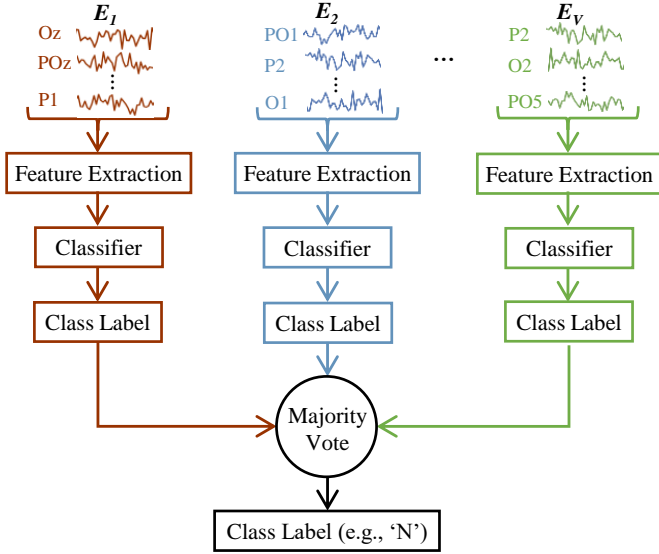 E1 E2 EV
Oz PO1 P2
POz P2 O2
... ... ... ...
P1 O1 PO5
Feature Extraction Feature Extraction Feature Extraction
Classifier Classifier Classifier
Class Label Class Label Class Label
Majority
Vote
Class Label (e.g., ‘N’)